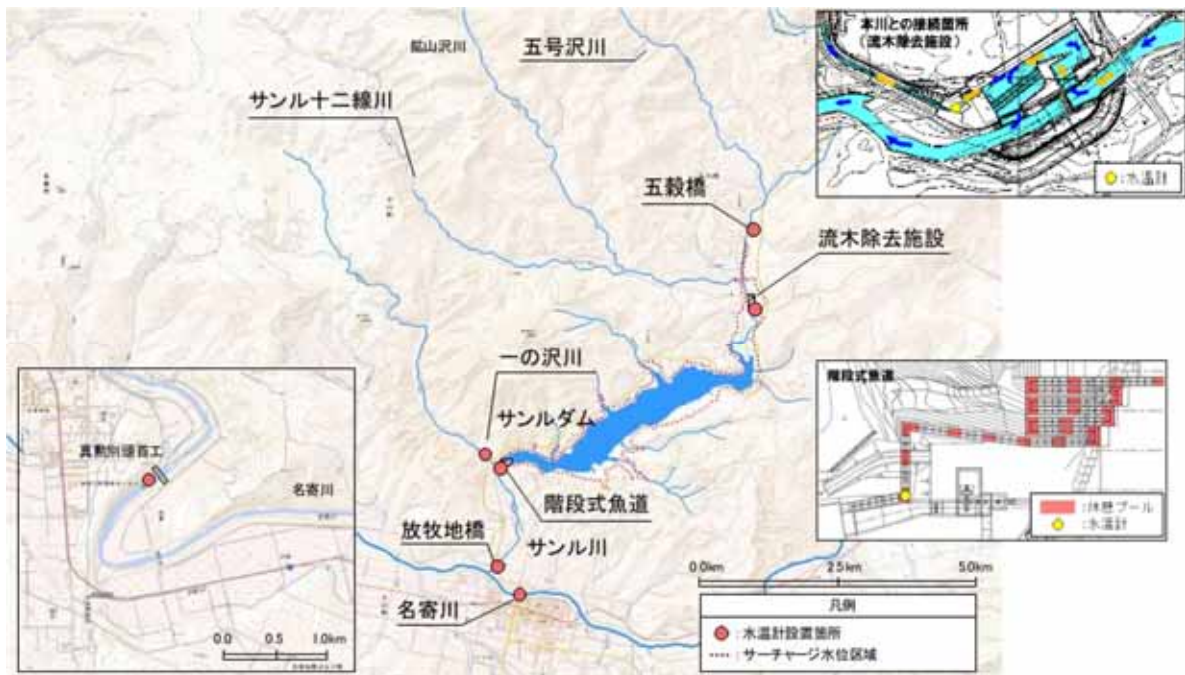 鉱山沢川
五号沢川
サンル十二線川
五穀橋
流木除去施設
一の沢川
サンルダム
階段式魚道
放牧地橋
サンル川
名寄川
0.0km 2.5km 5.0km
凡例
:水温計設置箇所
:サーチャージ水位区域
本川との接続箇所
(流木除去施設)
:水温計
階段式魚道
:休憩プール
:水温計
真勲別頭首工
名寄川
0.0 0.5 1.0km